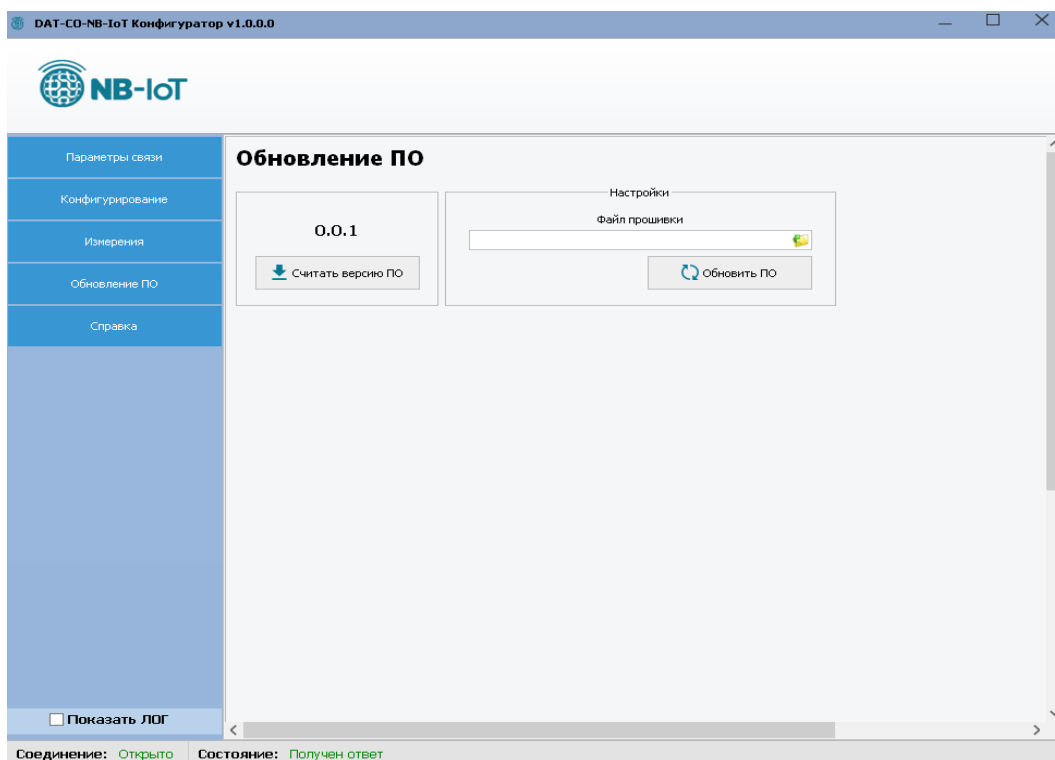 DAT-CO-NB-IoT Конфигуратор v1.0.0.0
NB-IoT
Параметры связи
Конфигурирование
Измерения
Обновление ПО
Справка
Обновление ПО
0.0.1
Считать версию ПО
Настройки
Файл прошивки
Обновить ПО
Показать ЛОГ
Соединение: Открыто Состояние: Получен ответ